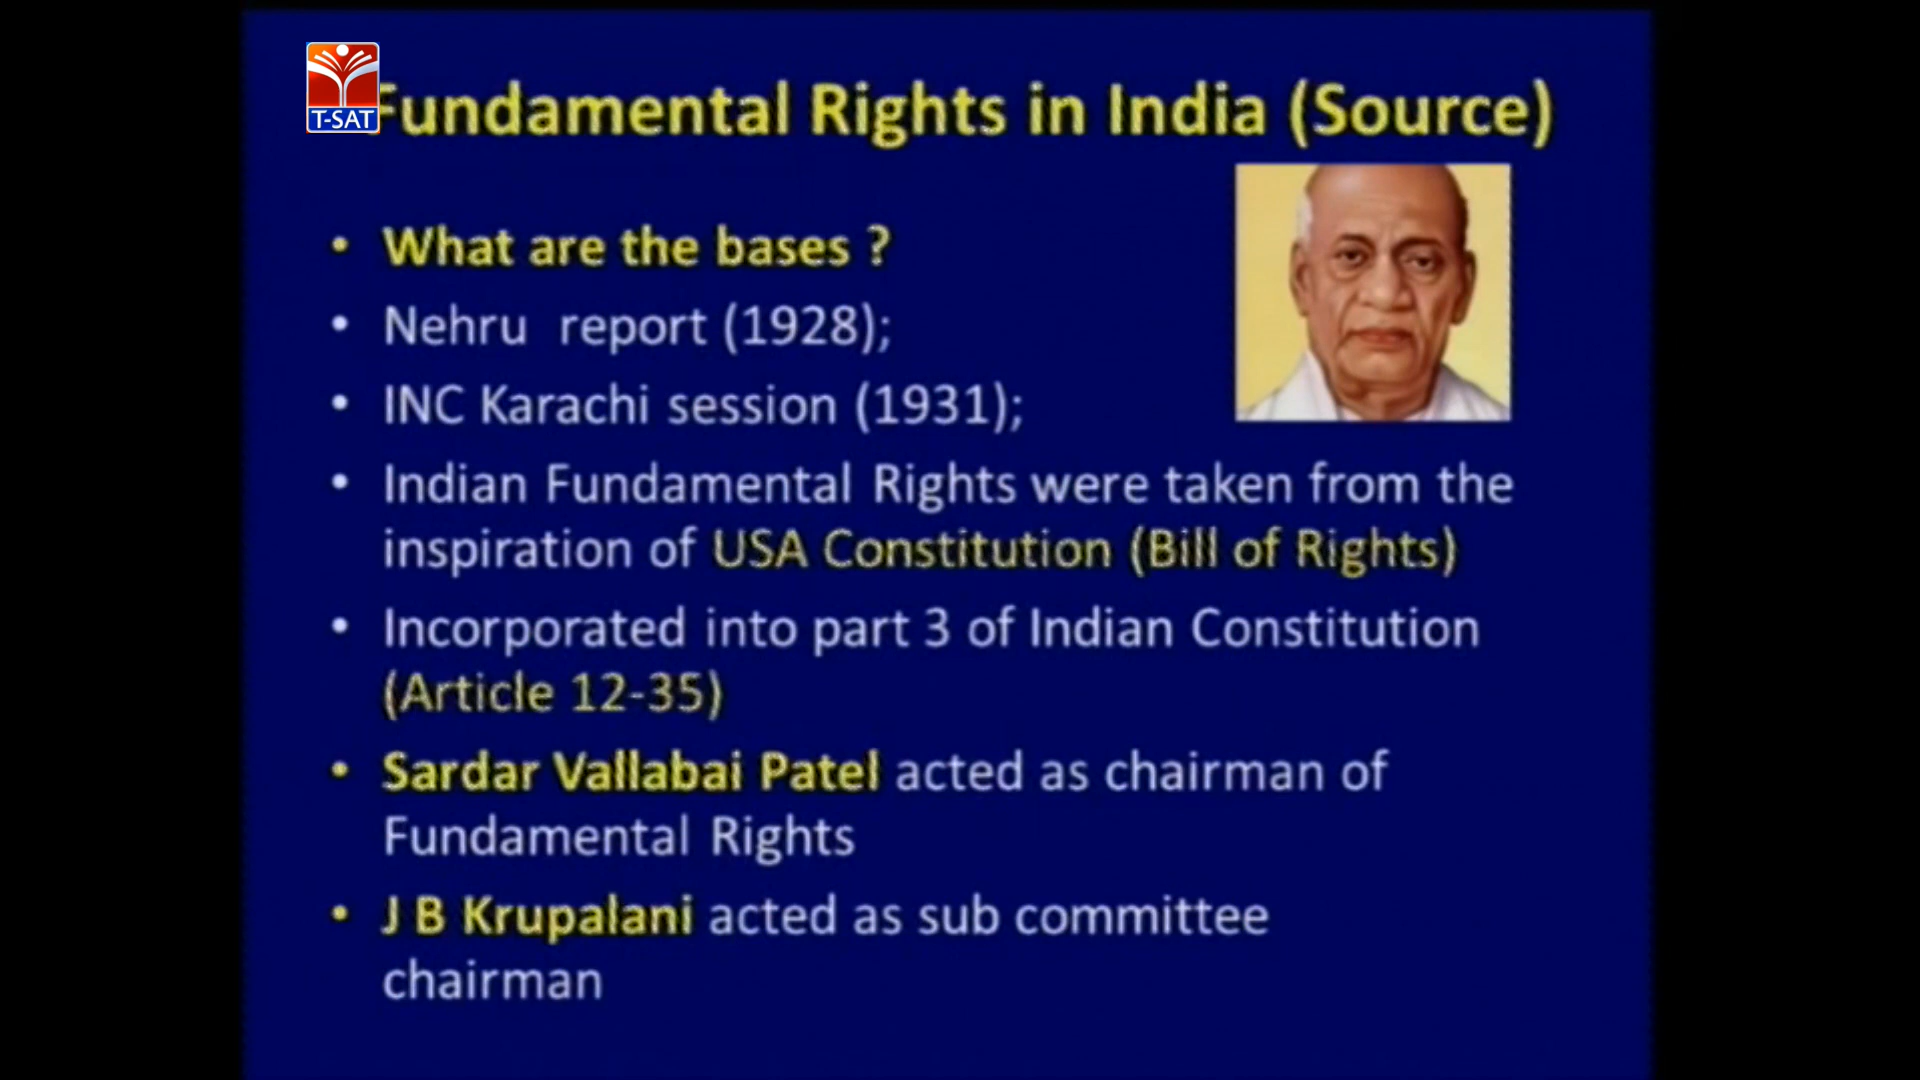 T-SAT
Fundamental Rights in India (Source)
• What are the bases ?
• Nehru report (1928);
• INC Karachi session (1931);
• Indian Fundamental Rights were taken from the
inspiration of USA Constitution (Bill of Rights)
• Incorporated into part 3 of Indian Constitution
(Article 12-35)
• Sardar Vallabai Patel acted as chairman of
Fundamental Rights
• J B Krupalani acted as sub committee
chairman